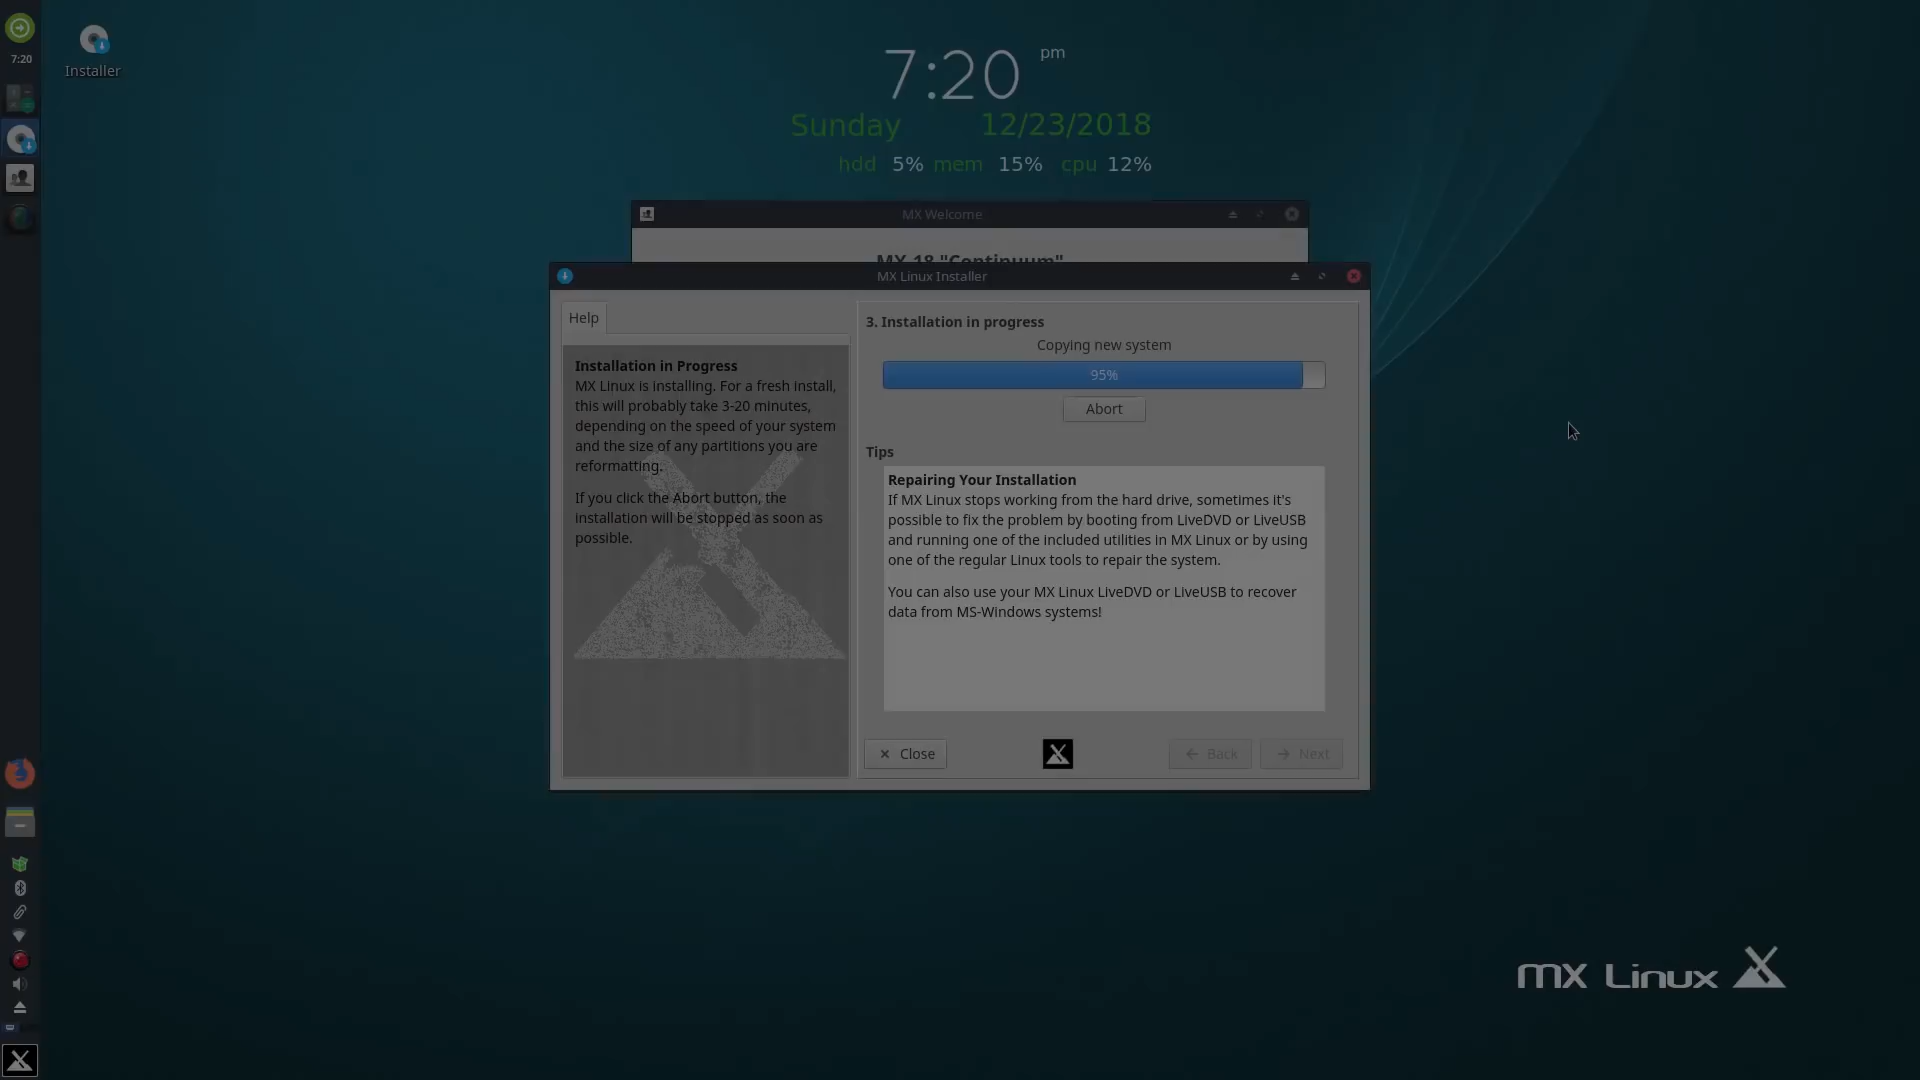 7:20
Installer
7:20 pm
Sunday 12/23/2018
hdd 5% mem 15% cpu 12%
MX Welcome
MX-18 "Continuum"
MX Linux Installer
Help
Installation in Progress
MX Linux is installing. For a fresh install,
this will probably take 3-20 minutes,
depending on the speed of your system
and the size of any partitions you are
reformatting.
If you click the Abort button, the
installation will be stopped as soon as
possible.
3. Installation in progress
Copying new system
95%
Abort
Tips
Repairing Your Installation
If MX Linux stops working from the hard drive, sometimes it's
possible to fix the problem by booting from LiveDVD or LiveUSB
and running one of the included utilities in MX Linux or by using
one of the regular Linux tools to repair the system.
You can also use your MX Linux LiveDVD or LiveUSB to recover
data from MS-Windows systems!
Close
Back
Next
mx Linux